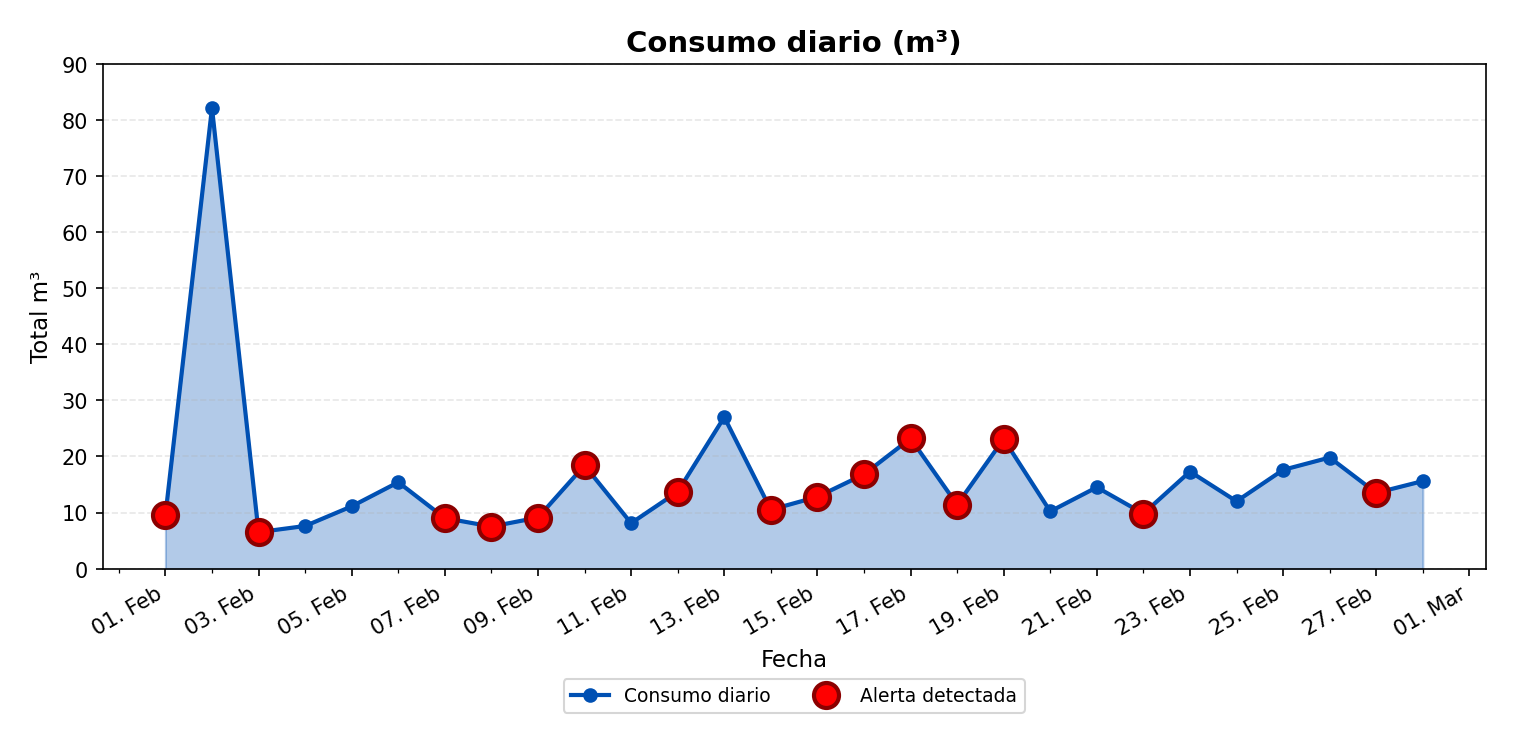 Consumo diario (m³)
Total m³
90
80
70
60
50
40
30
20
10
0
01. Feb
03. Feb
05. Feb
07. Feb
09. Feb
11. Feb
13. Feb
15. Feb
17. Feb
19. Feb
21. Feb
23. Feb
25. Feb
27. Feb
01. Mar
Fecha
Consumo diario
Alerta detectada